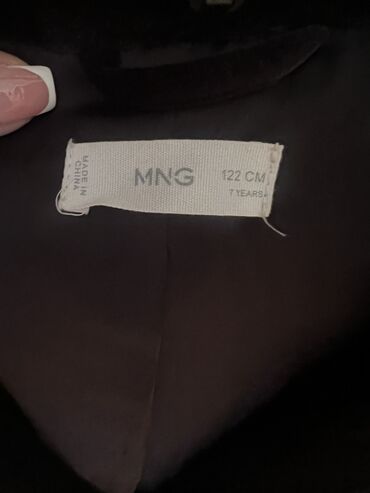 MADE IN
CHINA
MNG
122 CM
7 YEARS